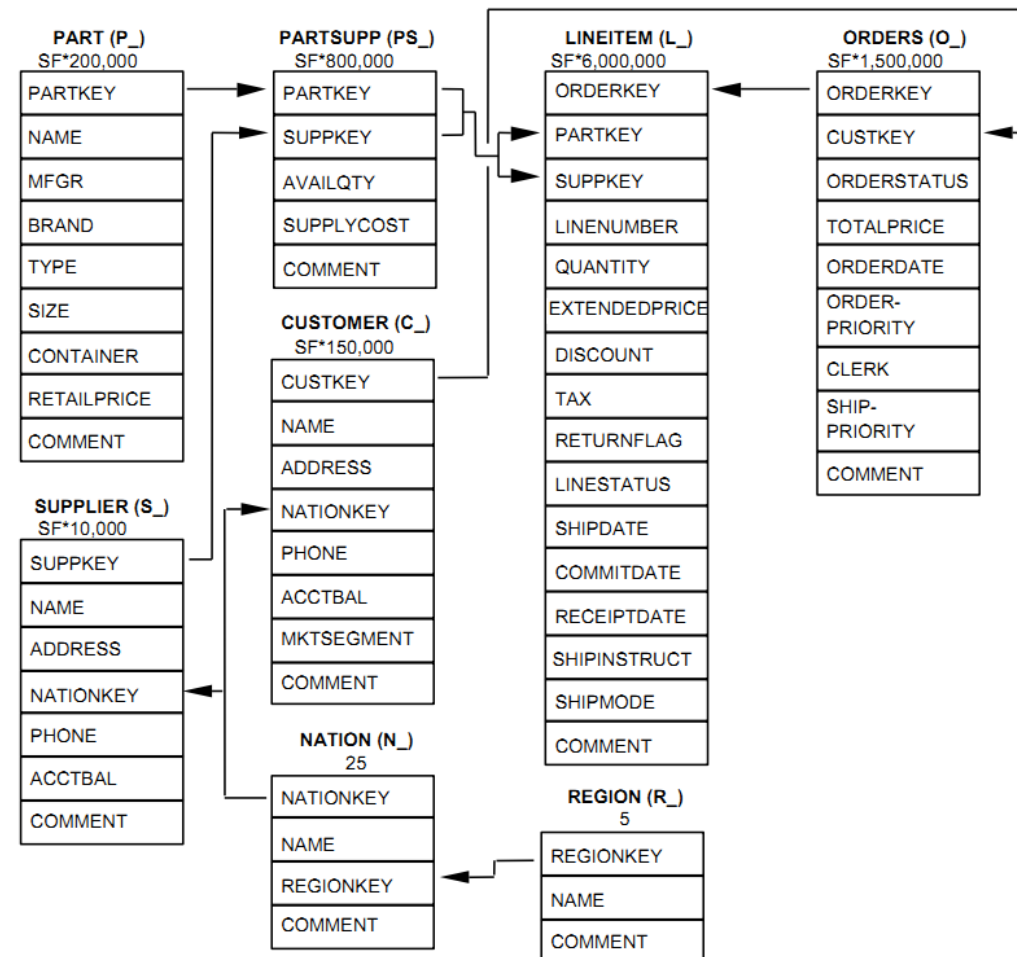 PART (P_)
SF*200,000
PARTKEY
NAME
MFGR
BRAND
TYPE
SIZE
CONTAINER
RETAILPRICE
COMMENT
SUPPLIER (S_)
SF*10,000
SUPPKEY
NAME
ADDRESS
NATIONKEY
PHONE
ACCTBAL
COMMENT
PARTSUPP (PS_)
SF*800,000
PARTKEY
SUPPKEY
AVAILQTY
SUPPLYCOST
COMMENT
CUSTOMER (C_)
SF*150,000
CUSTKEY
NAME
ADDRESS
NATIONKEY
PHONE
ACCTBAL
MKTSEGMENT
COMMENT
NATION (N_)
25
NATIONKEY
NAME
REGIONKEY
COMMENT
LINEITEM (L_)
SF*6,000,000
ORDERKEY
PARTKEY
SUPPKEY
LINENUMBER
QUANTITY
EXTENDEDPRICE
DISCOUNT
TAX
RETURNFLAG
LINESTATUS
SHIPDATE
COMMITDATE
RECEIPTDATE
SHIPINSTRUCT
SHIPMODE
COMMENT
REGION (R_)
5
REGIONKEY
NAME
COMMENT
ORDERS (O_)
SF*1,500,000
ORDERKEY
CUSTKEY
ORDERSTATUS
TOTALPRICE
ORDERDATE
ORDER-
PRIORITY
CLERK
SHIP-
PRIORITY
COMMENT